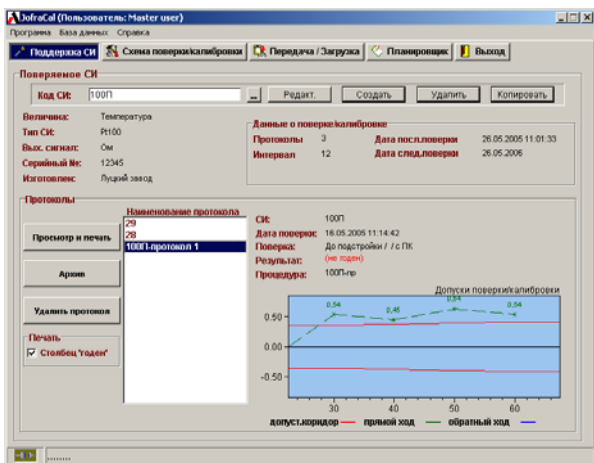 JofraCal (Пользователь: Master user)
Программа База данных Справка
Поддержка СИ Схема поверки/калибровки Передача / Загрузка Планировщик Выход
Поверяемое СИ
Код СИ: 100П ... Редакт. Создать Удалить Копировать
Величина: Температура
Тип СИ: Pt100
Вых. сигнал: Ом
Серийный №: 12345
Изготовлен: Луцкий завод
Данные о поверке/калибровке
Протоколы 3 Дата посл.поверки 26.05.2005 11:01:33
Интервал 12 Дата след.поверки 26.05.2006
Протоколы
Просмотр и печать
Архив
Удалить протокол
Печать
Столбец "годен"
Наименование протокола
29
28
100П-протокол 1
СИ: 100П
Дата поверки: 16.05.2005 11:14:42
Поверка: До подстройки / / с ПК
Результат: (не годен)
Процедура: 100П-пр
Допуски поверки/калибровки
0.54 0.45 0.54
0.50
0.00
-0.50
30 40 50 60
допуст.коридор прямой ход обратный ход
........